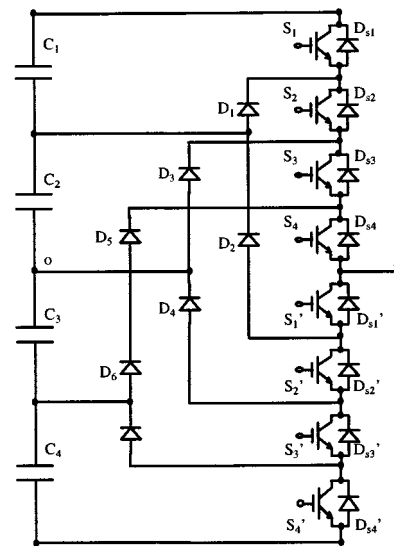 C1
S1
Ds1
D1
S2
Ds2
C2
D3
S3
Ds3
D5
D2
S4
Ds4
o
C3
D4
S1'
Ds1'
D6
S2'
Ds2'
C4
S3'
Ds3'
S4'
Ds4'